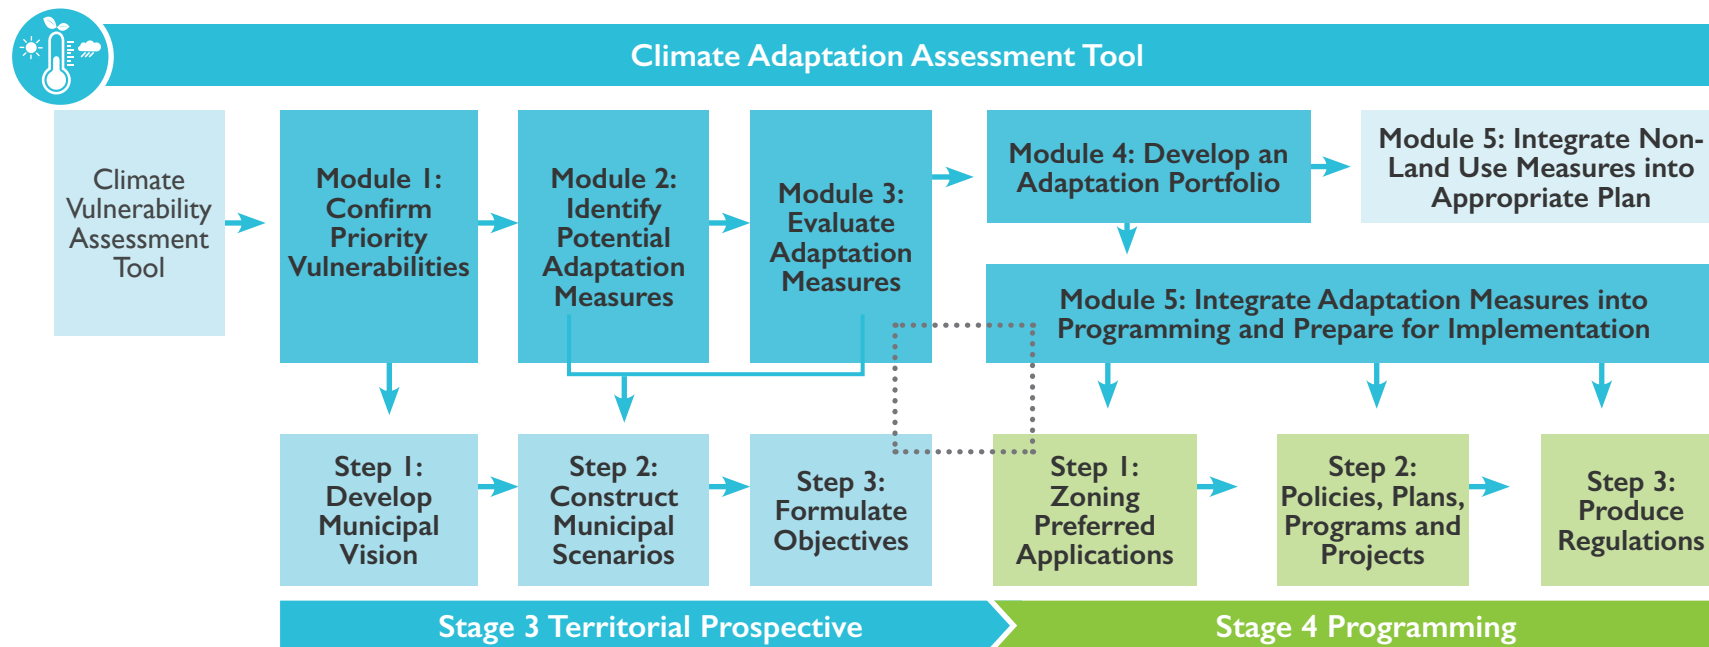 Climate Adaptation Assessment Tool
Climate
Vulnerability
Assessment
Tool
Module 1:
Confirm
Priority
Vulnerabilities
Module 2:
Identify
Potential
Adaptation
Measures
Module 3:
Evaluate
Adaptation
Measures
Module 4: Develop an
Adaptation Portfolio
Module 5: Integrate Non-
Land Use Measures into
Appropriate Plan
Module 5: Integrate Adaptation Measures into
Programming and Prepare for Implementation
Step 1:
Develop
Municipal
Vision
Step 2:
Construct
Municipal
Scenarios
Step 3:
Formulate
Objectives
Step 1:
Zoning
Preferred
Applications
Step 2:
Policies, Plans,
Programs and
Projects
Step 3:
Produce
Regulations
Stage 3 Territorial Prospective
Stage 4 Programming